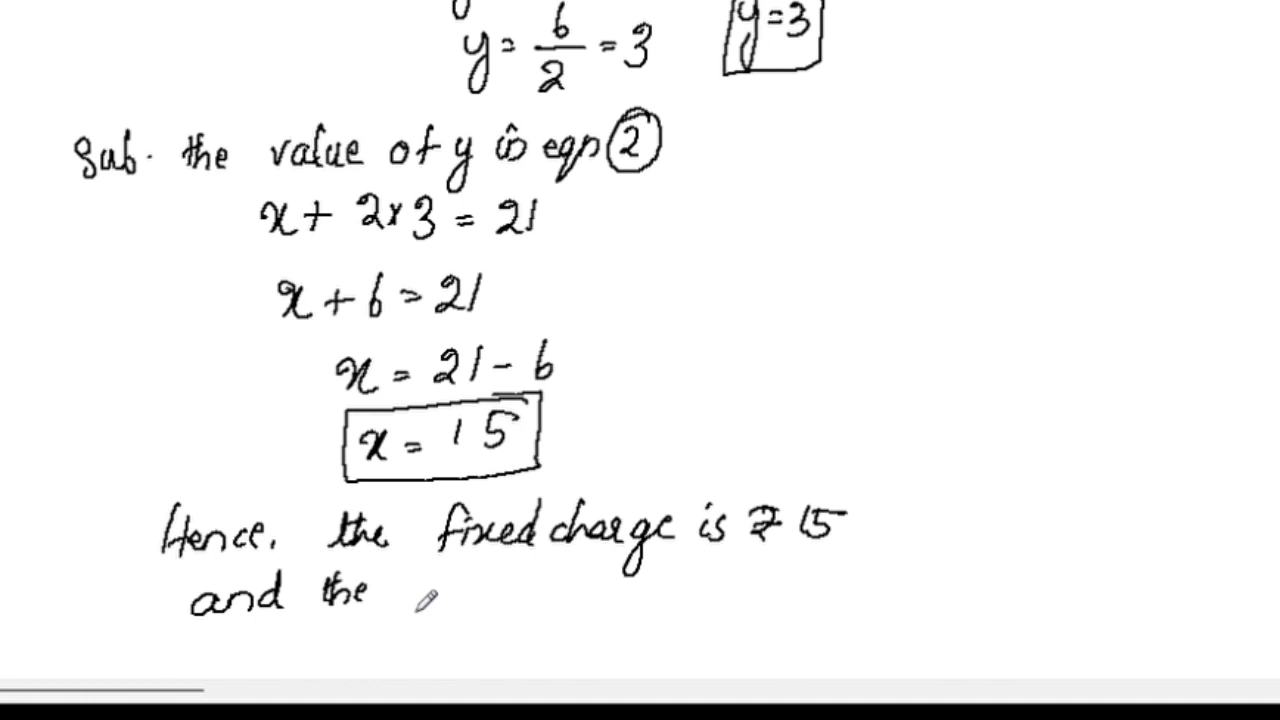 y = 6/2 = 3
y = 3
Sub. the value of y in eqn (2)
x + 2 × 3 = 21
x + 6 = 21
x = 21 - 6
x = 15
Hence, the fixed charge is ₹ 15
and the